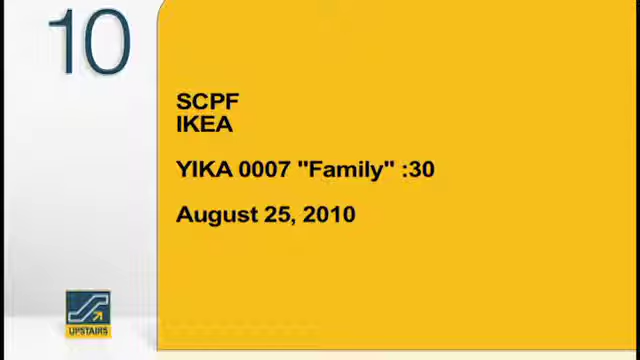 10
SCPF
IKEA
YIKA 0007 "Family" :30
August 25, 2010
UPSTAIRS